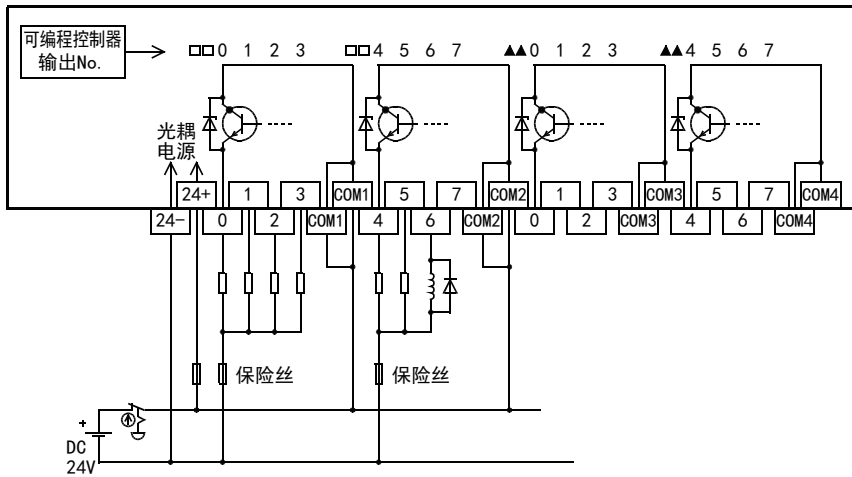 可编程控制器
输出No.
□□0 1 2 3 □□4 5 6 7 ▲▲0 1 2 3 ▲▲4 5 6 7
光耦
电源
24+ 1 3 COM1 5 7 COM2 1 3 COM3 5 7 COM4
24- 0 2 COM1 4 6 COM2 0 2 COM3 4 6 COM4
保险丝 保险丝
+
DC
24V